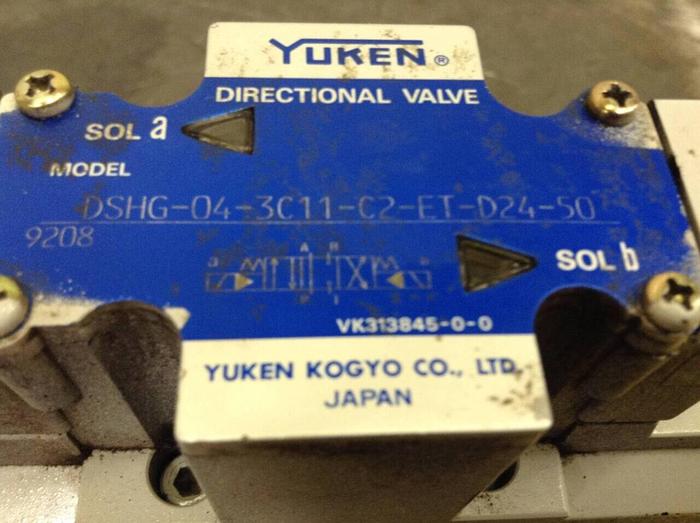 YUKEN®
DIRECTIONAL VALVE
SOL a
MODEL
DSHG-04-3C11-C2-ET-D24-50
9208
A B
SOL b
VK313845-0-0
YUKEN KOGYO CO., LTD.
JAPAN